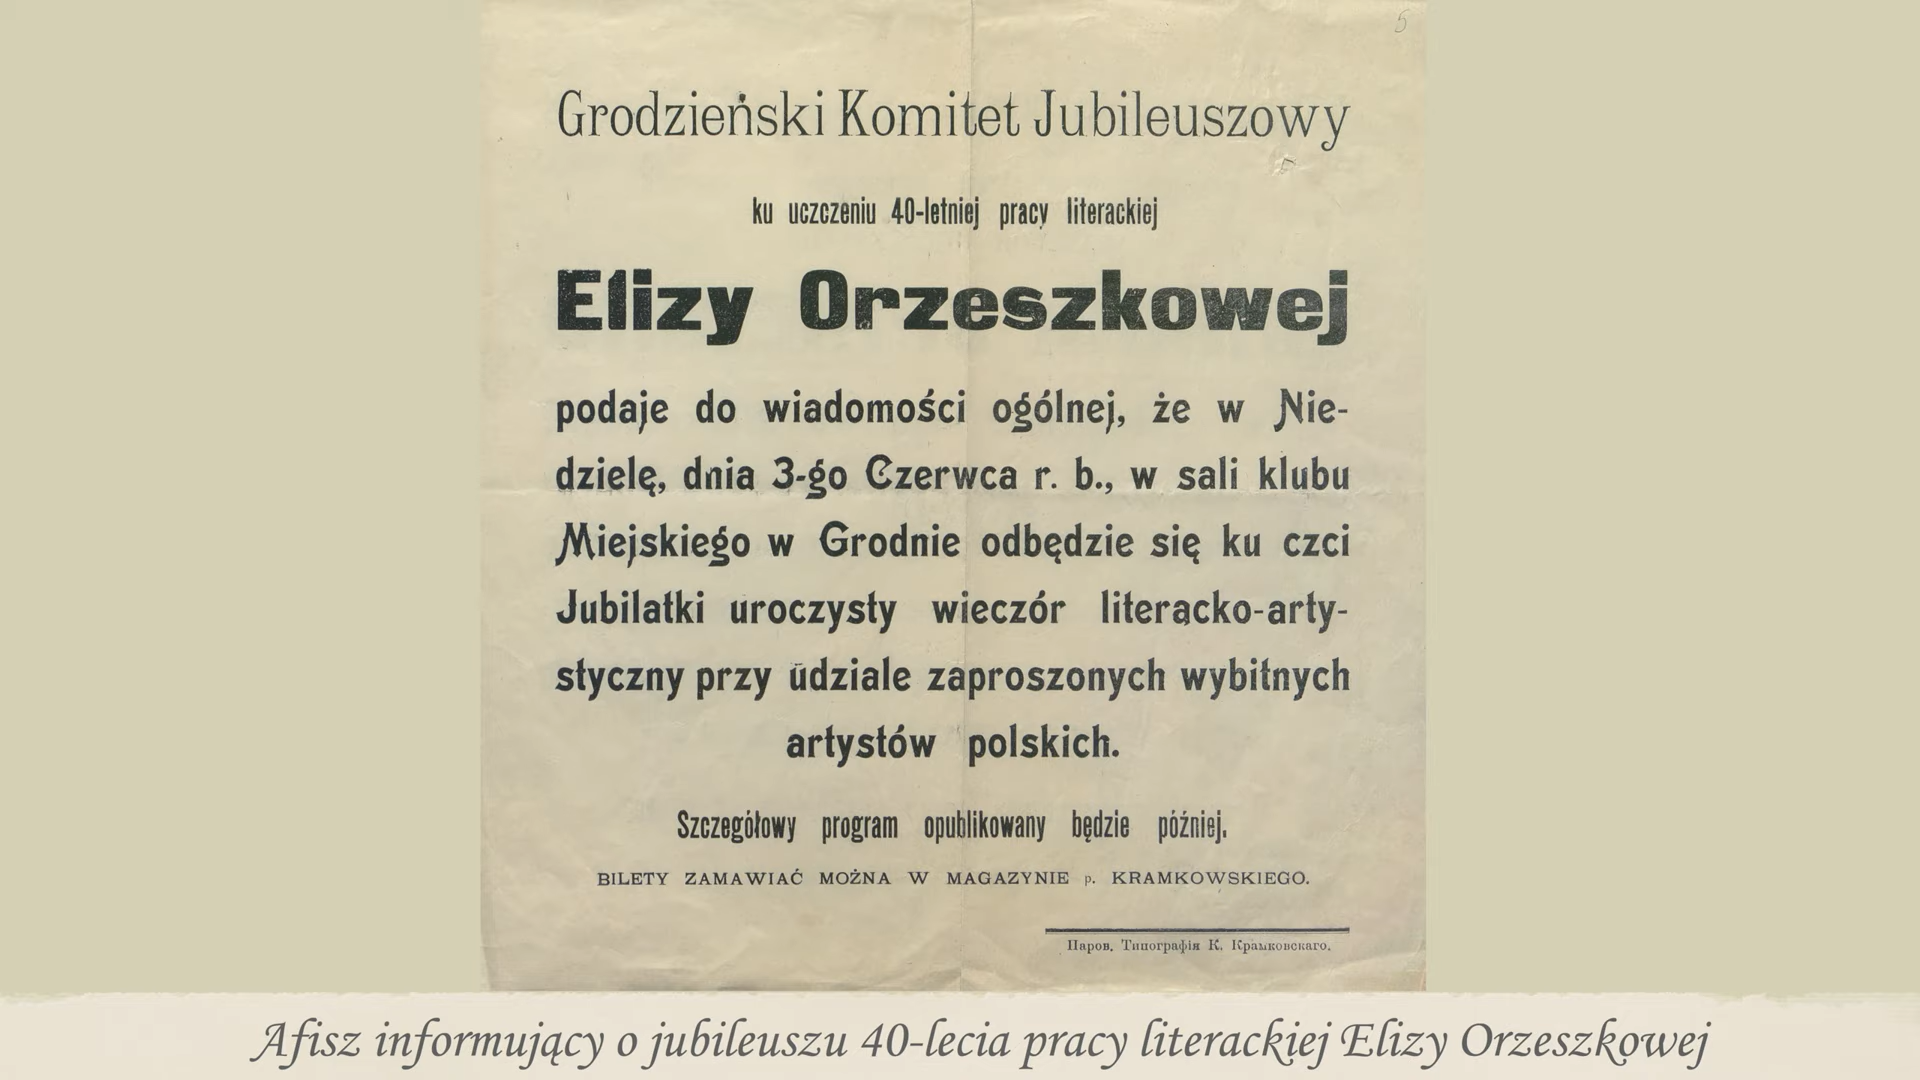 5
Grodzieński Komitet Jubileuszowy
ku uczczeniu 40-letniej pracy literackiej
Elizy Orzeszkowej
podaje do wiadomości ogólnej, że w Nie-
dzielę, dnia 3-go Czerwca r. b., w sali klubu
Miejskiego w Grodnie odbędzie się ku czci
Jubilatki uroczysty wieczór literacko-arty-
styczny przy udziale zaproszonych wybitnych
artystów polskich.
Szczegółowy program opublikowany będzie później.
BILETY ZAMAWIAĆ MOŻNA W MAGAZYNIE p. KRAMKOWSKIEGO.
Паров. Типографія К. Крамковскаго.
Afisz informujący o jubileuszu 40-lecia pracy literackiej Elizy Orzeszkowej